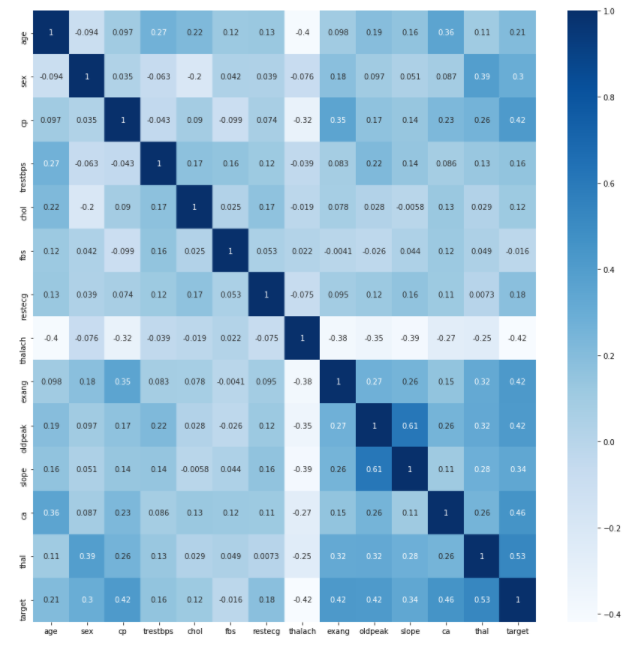 age 1 -0.094 0.097 0.27 0.22 0.12 0.13 -0.4 0.098 0.19 0.16 0.36 0.11 0.21
sex -0.094 1 0.035 -0.063 -0.2 0.042 0.039 -0.076 0.18 0.097 0.051 0.087 0.39 0.3
cp 0.097 0.035 1 -0.043 0.09 -0.099 0.074 -0.32 0.35 0.17 0.14 0.23 0.26 0.42
trestbps 0.27 -0.063 -0.043 1 0.17 0.16 0.12 -0.039 0.083 0.22 0.14 0.086 0.13 0.16
chol 0.22 -0.2 0.09 0.17 1 0.025 0.17 -0.019 0.078 0.028 -0.0058 0.13 0.029 0.12
fbs 0.12 0.042 -0.099 0.16 0.025 1 0.053 0.022 -0.0041 -0.026 0.044 0.12 0.049 -0.016
restecg 0.13 0.039 0.074 0.12 0.17 0.053 1 -0.075 0.095 0.12 0.16 0.11 0.0073 0.18
thalach -0.4 -0.076 -0.32 -0.039 -0.019 0.022 -0.075 1 -0.38 -0.35 -0.39 -0.27 -0.25 -0.42
exang 0.098 0.18 0.35 0.083 0.078 -0.0041 0.095 -0.38 1 0.27 0.26 0.15 0.32 0.42
oldpeak 0.19 0.097 0.17 0.22 0.028 -0.026 0.12 -0.35 0.27 1 0.61 0.26 0.32 0.42
slope 0.16 0.051 0.14 0.14 -0.0058 0.044 0.16 -0.39 0.26 0.61 1 0.11 0.28 0.34
ca 0.36 0.087 0.23 0.086 0.13 0.12 0.11 -0.27 0.15 0.26 0.11 1 0.26 0.46
thal 0.11 0.39 0.26 0.13 0.029 0.049 0.0073 -0.25 0.32 0.32 0.28 0.26 1 0.53
target 0.21 0.3 0.42 0.16 0.12 -0.016 0.18 -0.42 0.42 0.42 0.34 0.46 0.53 1
age sex cp trestbps chol fbs restecg thalach exang oldpeak slope ca thal target
1.0
0.8
0.6
0.4
0.2
0.0
-0.2
-0.4